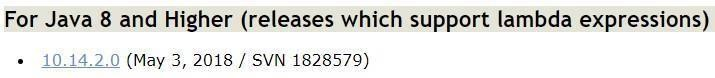 For Java 8 and Higher (releases which support lambda expressions)
• 10.14.2.0 (May 3, 2018 / SVN 1828579)